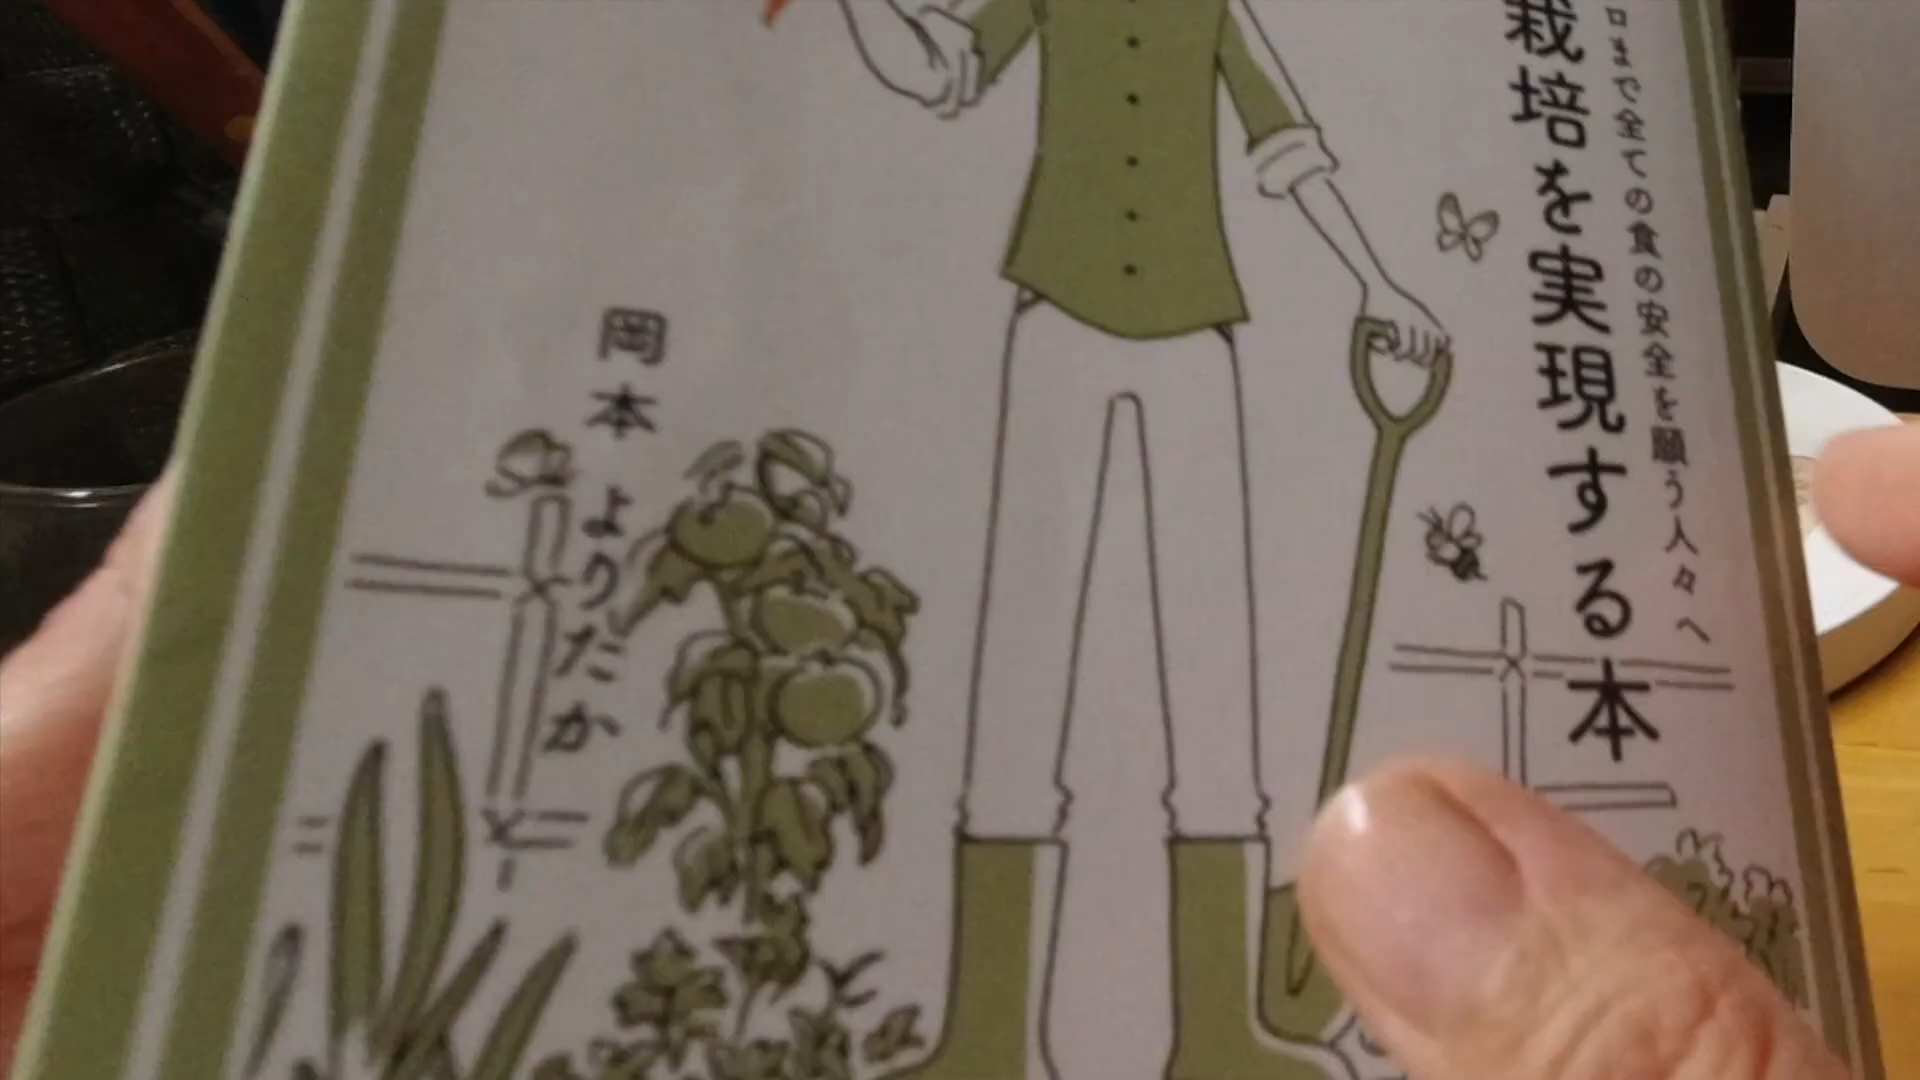 ロまで全ての食の安全を願う人々へ
栽培を実現する本
岡本 よりたか